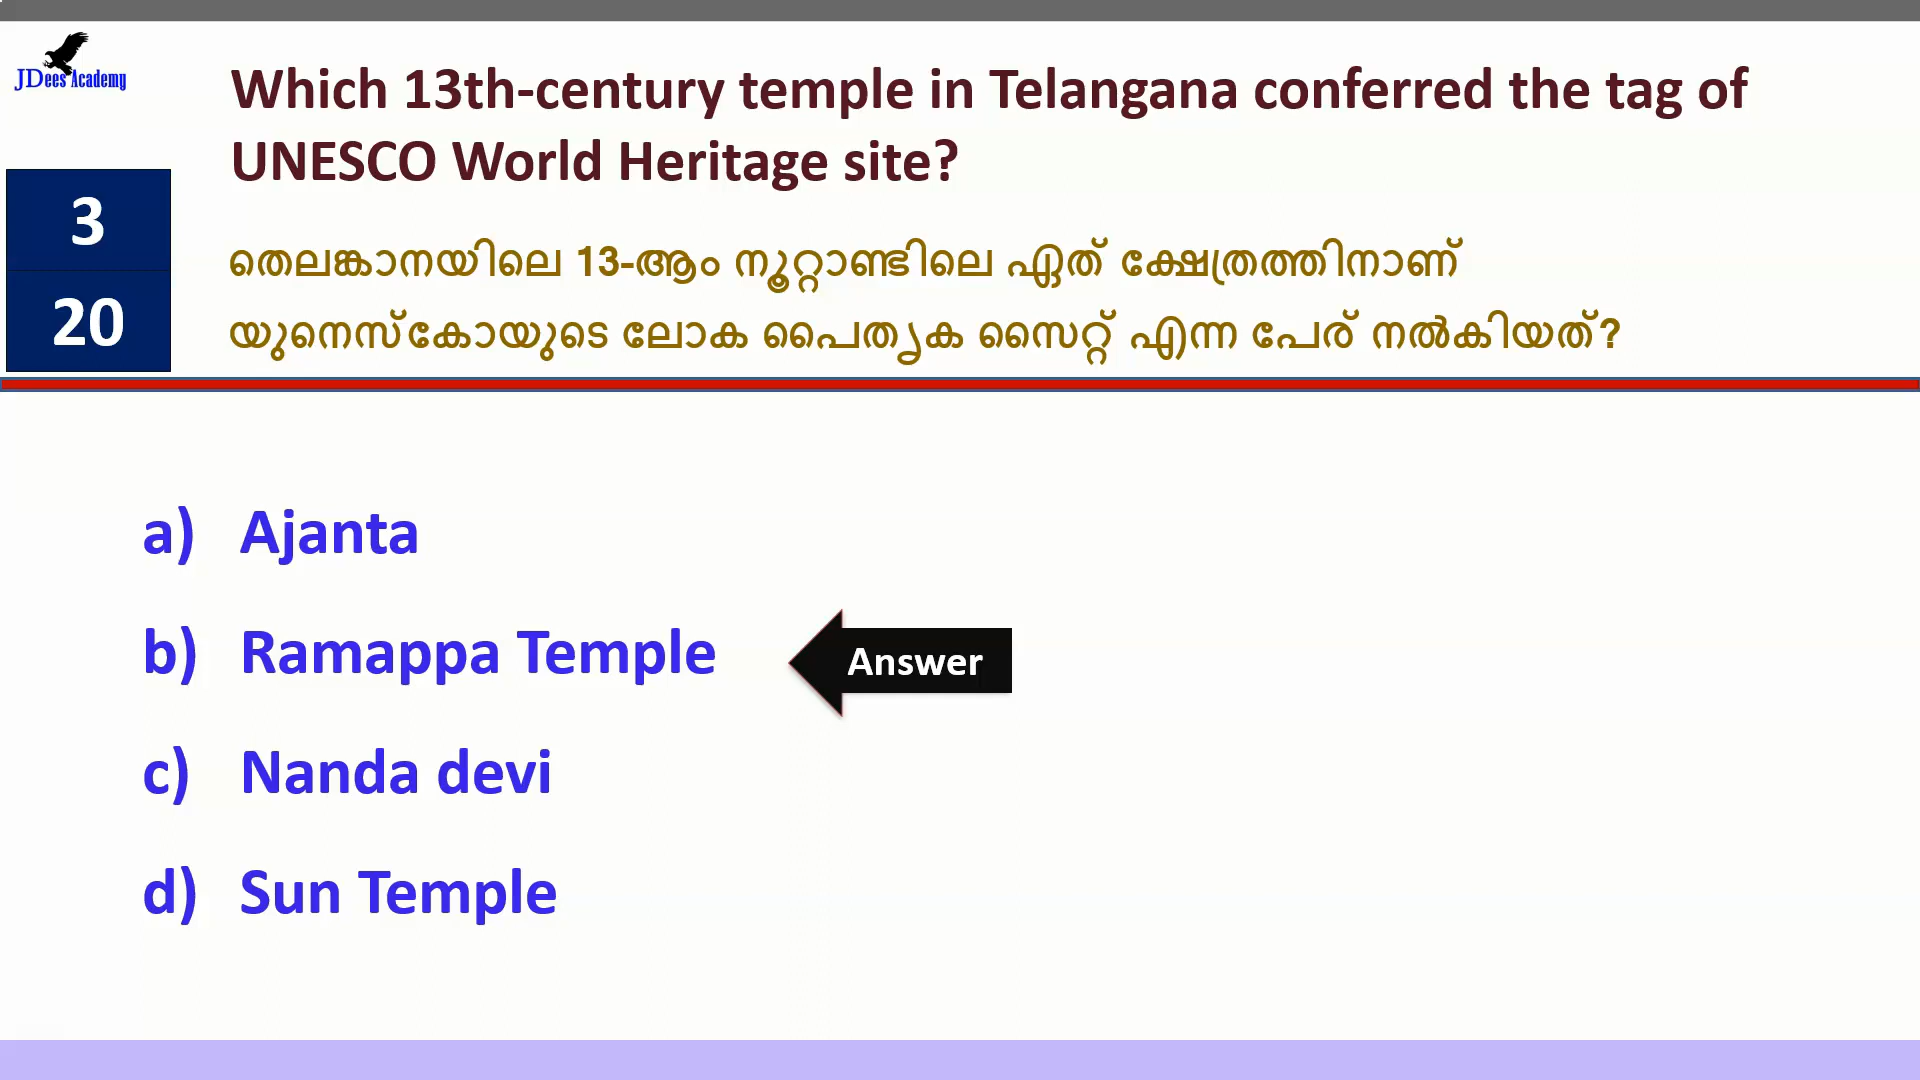 JDees Academy
Which 13th-century temple in Telangana conferred the tag of
UNESCO World Heritage site?
3
20
തെലങ്കാനയിലെ 13-ആം നൂറ്റാണ്ടിലെ ഏത് ക്ഷേത്രത്തിനാണ്
യുനെസ്കോയുടെ ലോക പൈതൃക സൈറ്റ് എന്ന പേര് നൽകിയത്?
a) Ajanta
b) Ramappa Temple
Answer
c) Nanda devi
d) Sun Temple